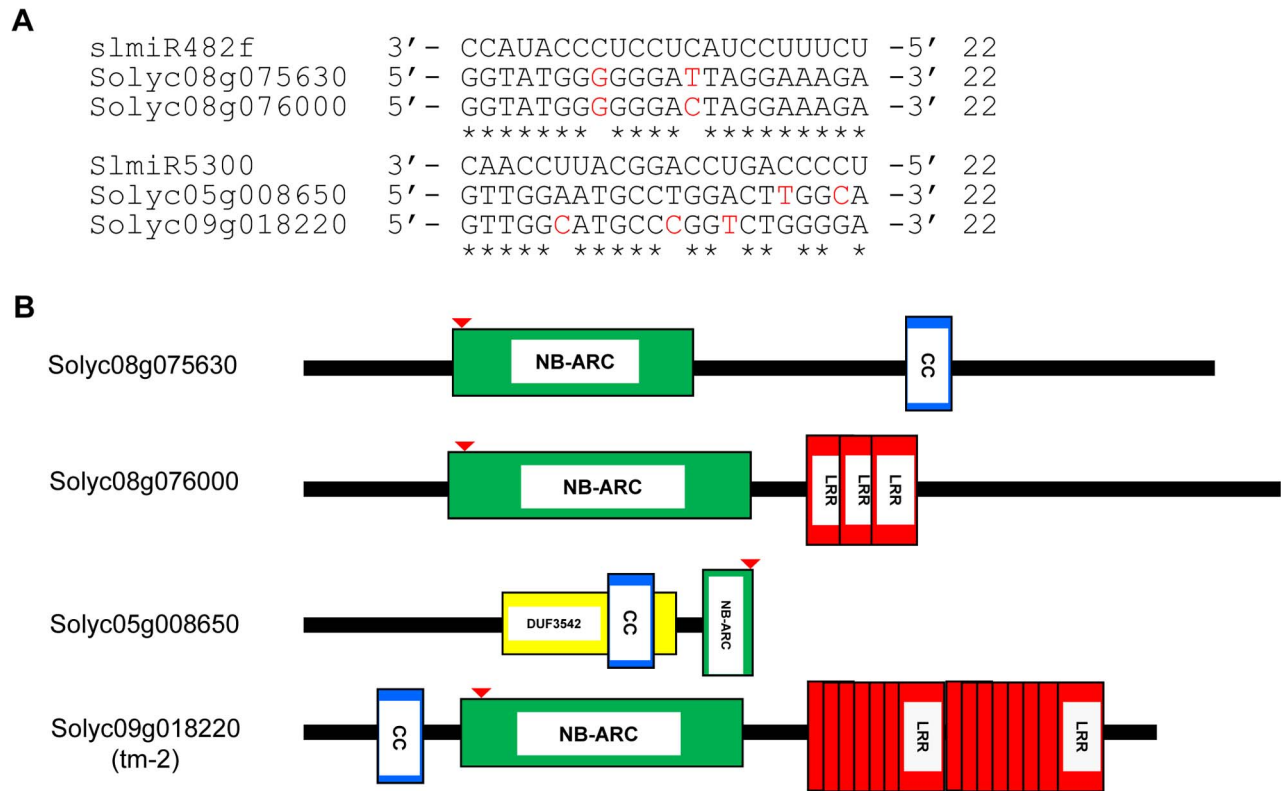 A
slmiR482f 3’- CCAUACCCUCCUCAUCCUUUCU -5’ 22
Solyc08g075630 5’- GGTATGGGGGGATTAGGAAAGA -3’ 22
Solyc08g076000 5’- GGTATGGGGGGACTAGGAAAGA -3’ 22
******* **** *********
SlmiR5300 3’- CAACCUUACGGACCUGACCCCU -5’ 22
Solyc05g008650 5’- GTTGGAATGCCTGGACTTGGCA -3’ 22
Solyc09g018220 5’- GTTGGCATGCCCGGTCTGGGGA -3’ 22
***** ***** ** ** ** *
B
Solyc08g075630
NB-ARC
CC
Solyc08g076000
NB-ARC
LRR
LRR
LRR
Solyc05g008650
DUF3542
CC
NB-ARC
Solyc09g018220
(tm-2)
CC
NB-ARC
LRR
LRR